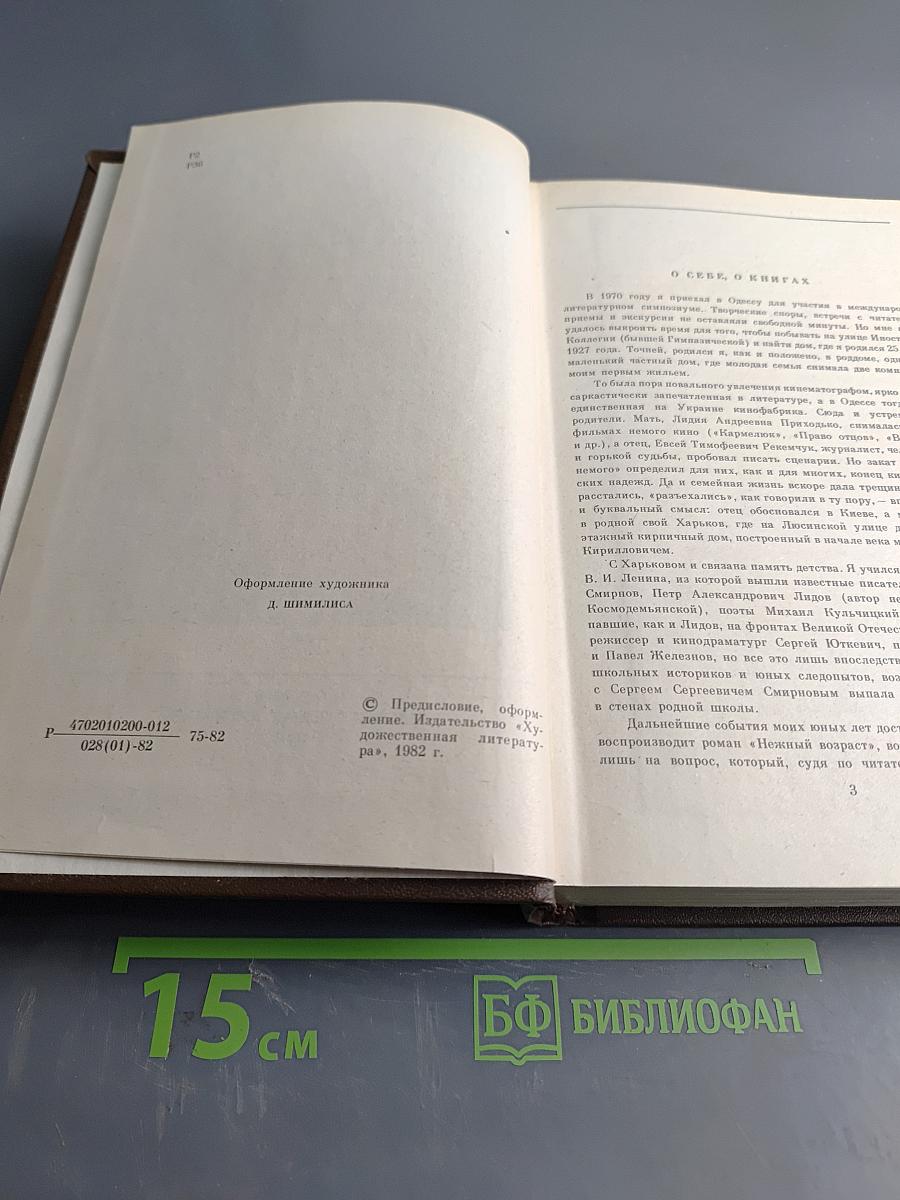 Р2
Р36
Оформление художника
Д. ШИМИЛИСА
Р 4702010200-012 75-82
028(01)-82
© Предисловие, оформ-
ление. Издательство «Ху-
дожественная литерату-
ра», 1982 г.
О СЕБЕ, О КНИГАХ
В 1970 году я приехал в Одессу для участия в междунаро
литературном симпозиуме. Творческие споры, встречи с читате
приемы и экскурсии не оставляли свободной минуты. Но мне
удалось выкроить время для того, чтобы побывать на улице Иност
Коллегии (бывшей Гимназической) и найти дом, где я родился 25
1927 года. Точней, родился я, как и положено, в роддоме, одн
маленький частный дом, где молодая семья снимала две комн
моим первым жильем.
То была пора повального увлечения кинематографом, ярко
саркастически запечатленная в литературе, а в Одессе тогд
единственная на Украине кинофабрика. Сюда и устрем
родители. Мать, Лидия Андреевна Приходько, снималас
фильмах немого кино («Кармелюк», «Право отцов», «В
и др.), а отец, Евсей Тимофеевич Рекемчук, журналист, че
и горькой судьбы, пробовал писать сценарии. Но закат
немого» определил для них, как и для многих, конец ки
ских надежд. Да и семейная жизнь вскоре дала трещин
расстались, «разъехались», как говорили в ту пору, — вп
и буквальный смысл: отец обосновался в Киеве, а м
в родной свой Харьков, где на Люсинской улице д
этажный кирпичный дом, построенный в начале века м
Кирилловичем.
С Харьковом и связана память детства. Я учился
В. И. Ленина, из которой вышли известные писател
Смирнов, Петр Александрович Лидов (автор пе
Космодемьянской), поэты Михаил Кульчицкий
павшие, как и Лидов, на фронтах Великой Отечест
режиссер и кинодраматург Сергей Юткевич, п
и Павел Железнов, но все это лишь впоследств
школьных историков и юных следопытов, воз
с Сергеем Сергеевичем Смирновым выпала
в стенах родной школы.
Дальнейшие события моих юных лет дост
воспроизводит роман «Нежный возраст», во
лишь на вопрос, который, судя по читате
3
15 см
БФ БИБЛИОФАН